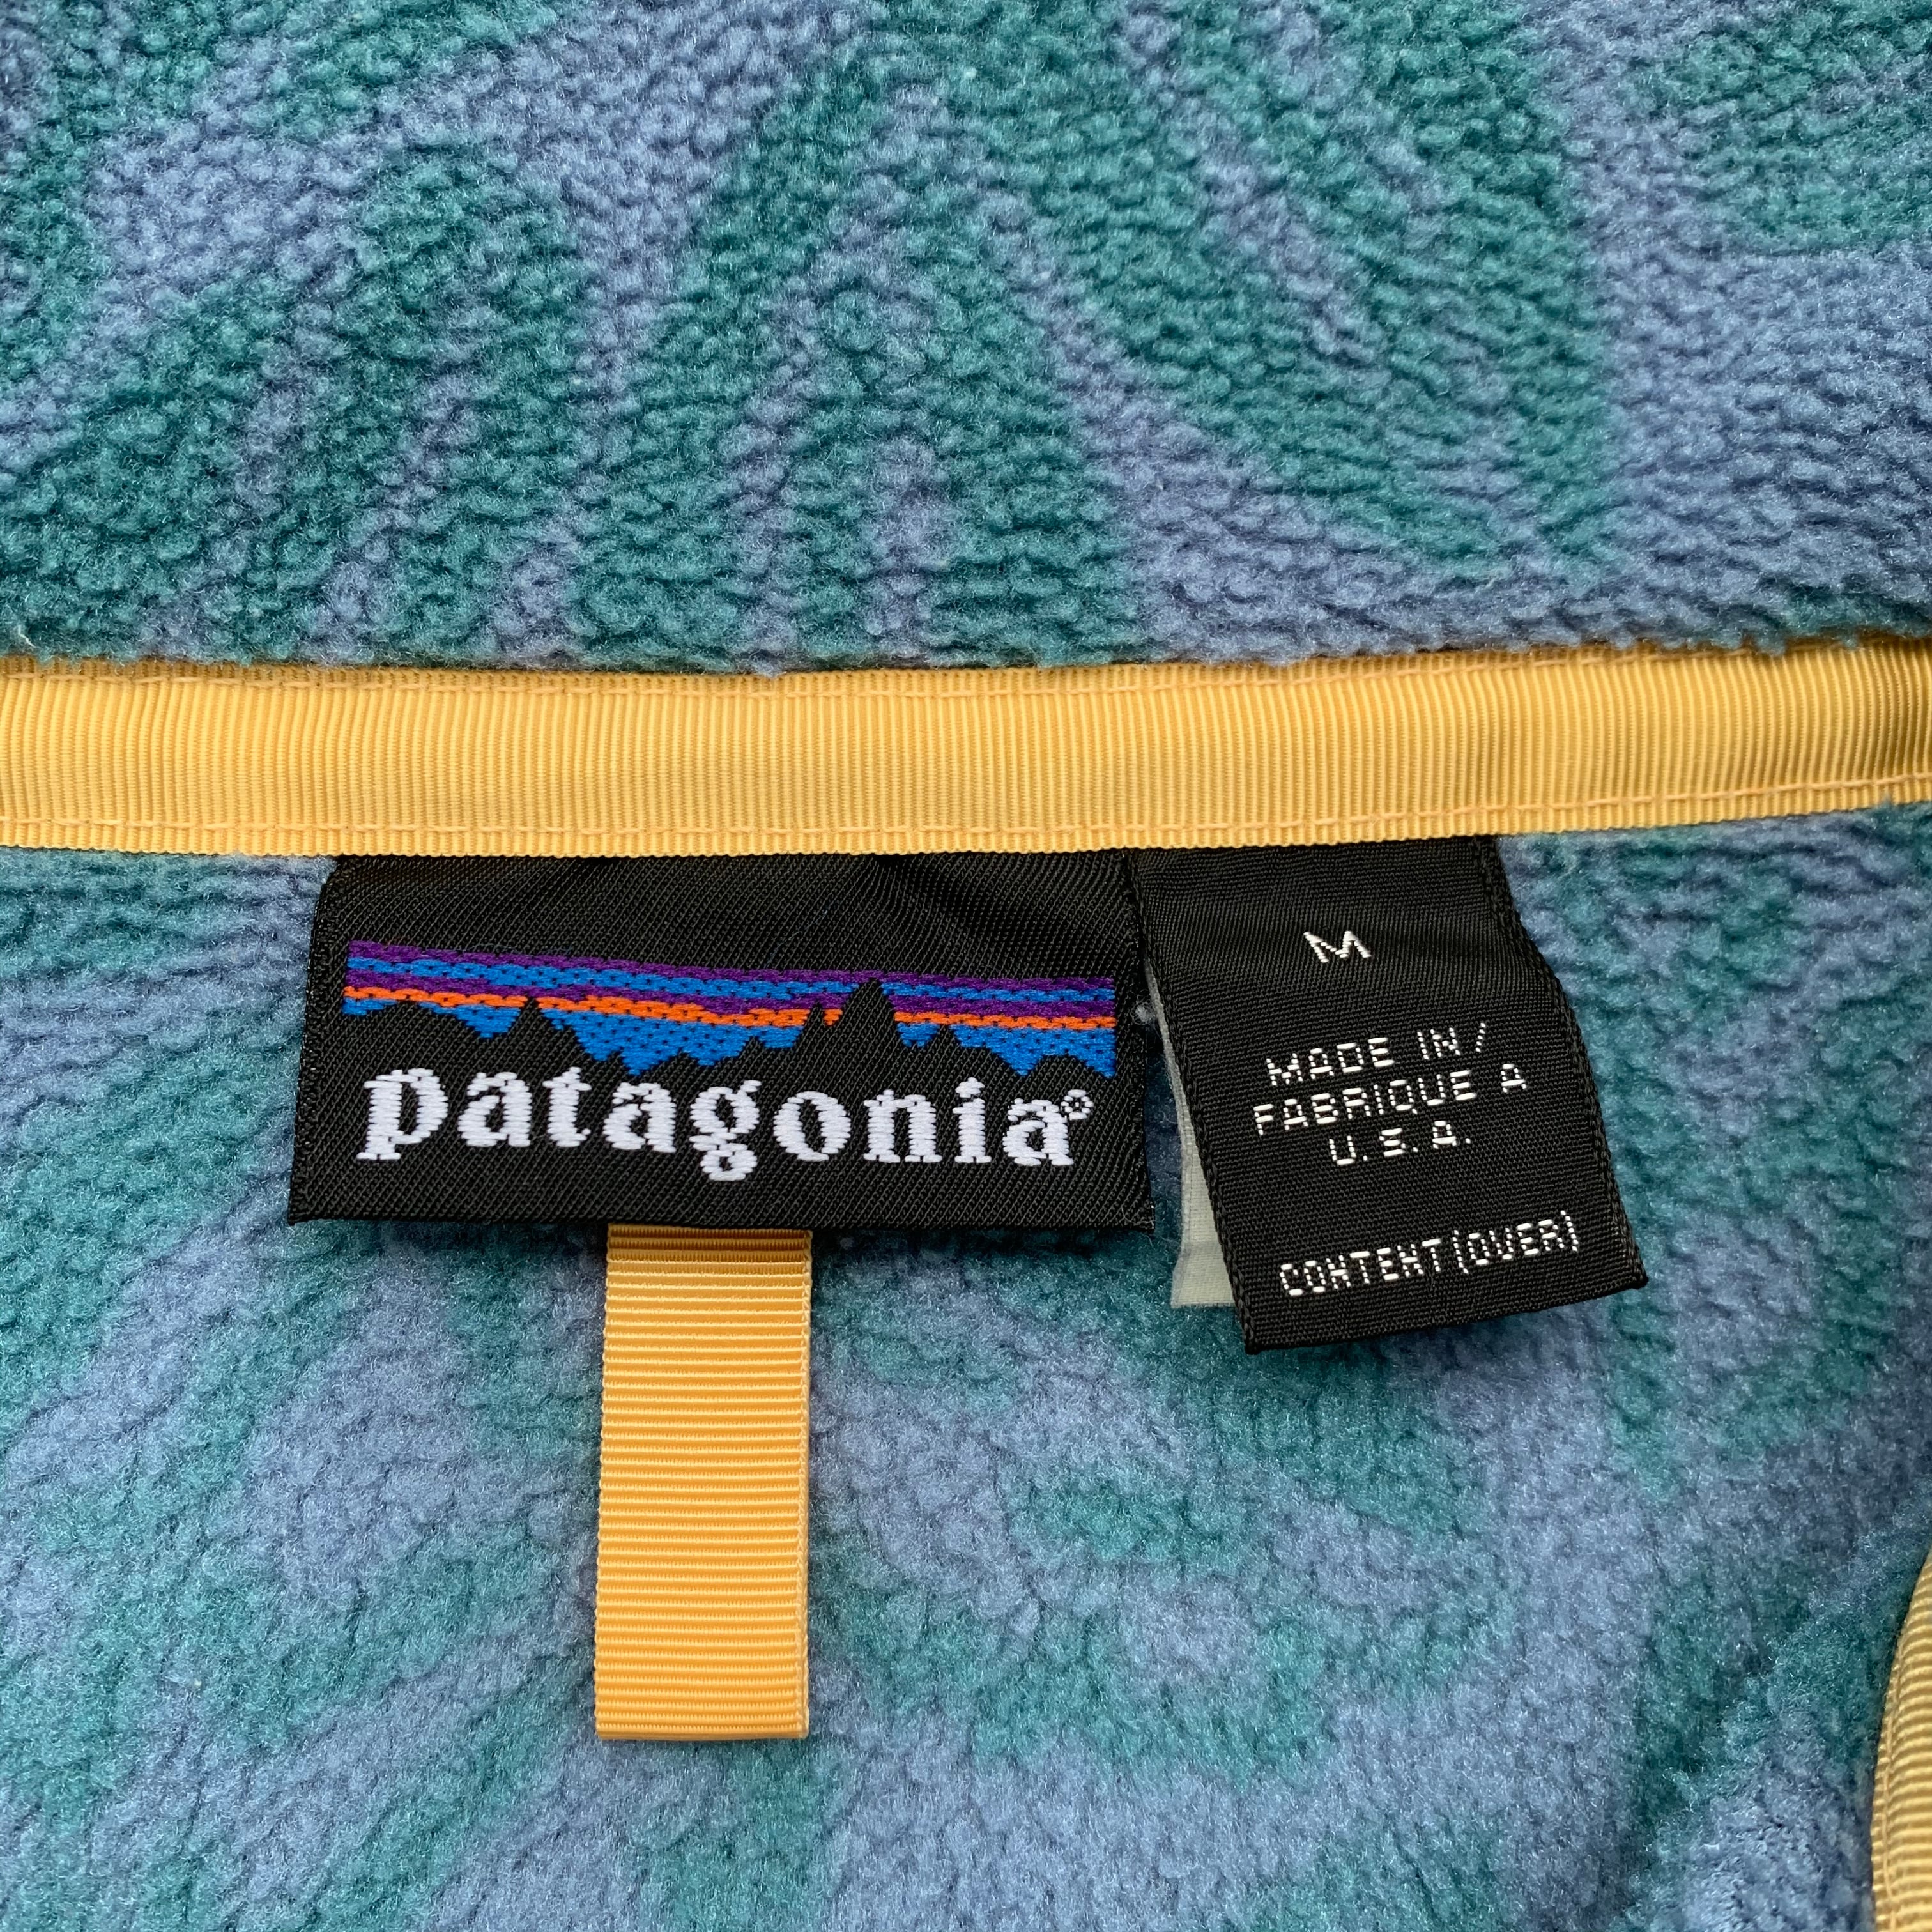 patagonia®
M
MADE IN /
FABRIQUE A
U.S.A.
CONTENT (OVER)